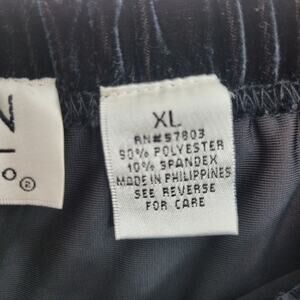 XL
RN#57803
90% POLYESTER
10% SPANDEX
MADE IN PHILIPPINES
SEE REVERSE
FOR CARE